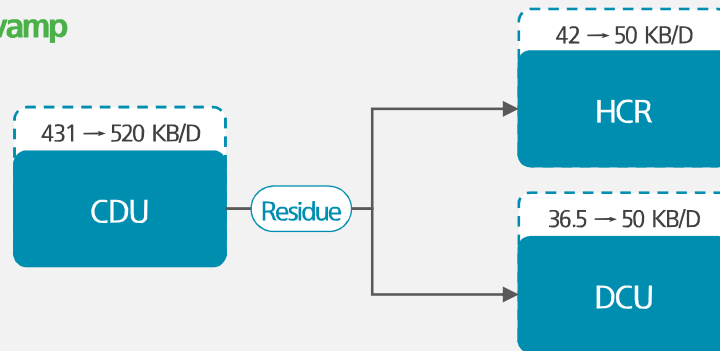 vamp
431 → 520 KB/D
CDU
Residue
42 → 50 KB/D
HCR
36.5 → 50 KB/D
DCU